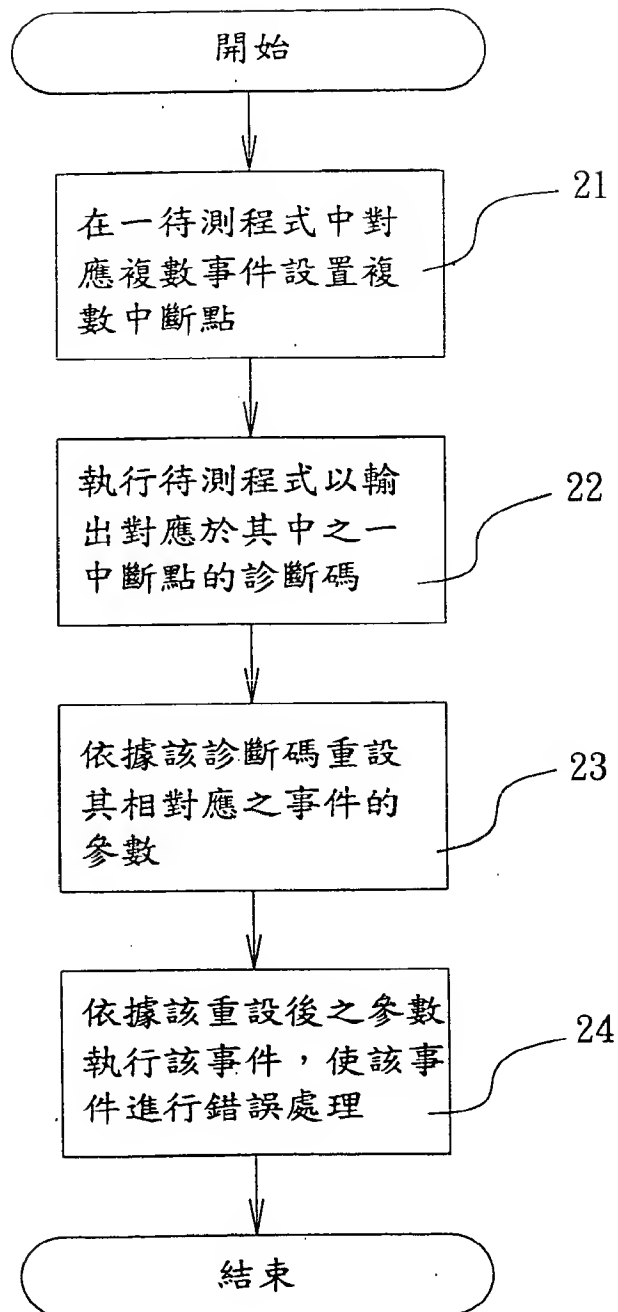 開始
21
在一待測程式中對
應複數事件設置複
數中斷點
22
執行待測程式以輸
出對應於其中之一
中斷點的診斷碼
23
依據該診斷碼重設
其相對應之事件的
參數
24
依據該重設後之參數
執行該事件,使該事
件進行錯誤處理
結束